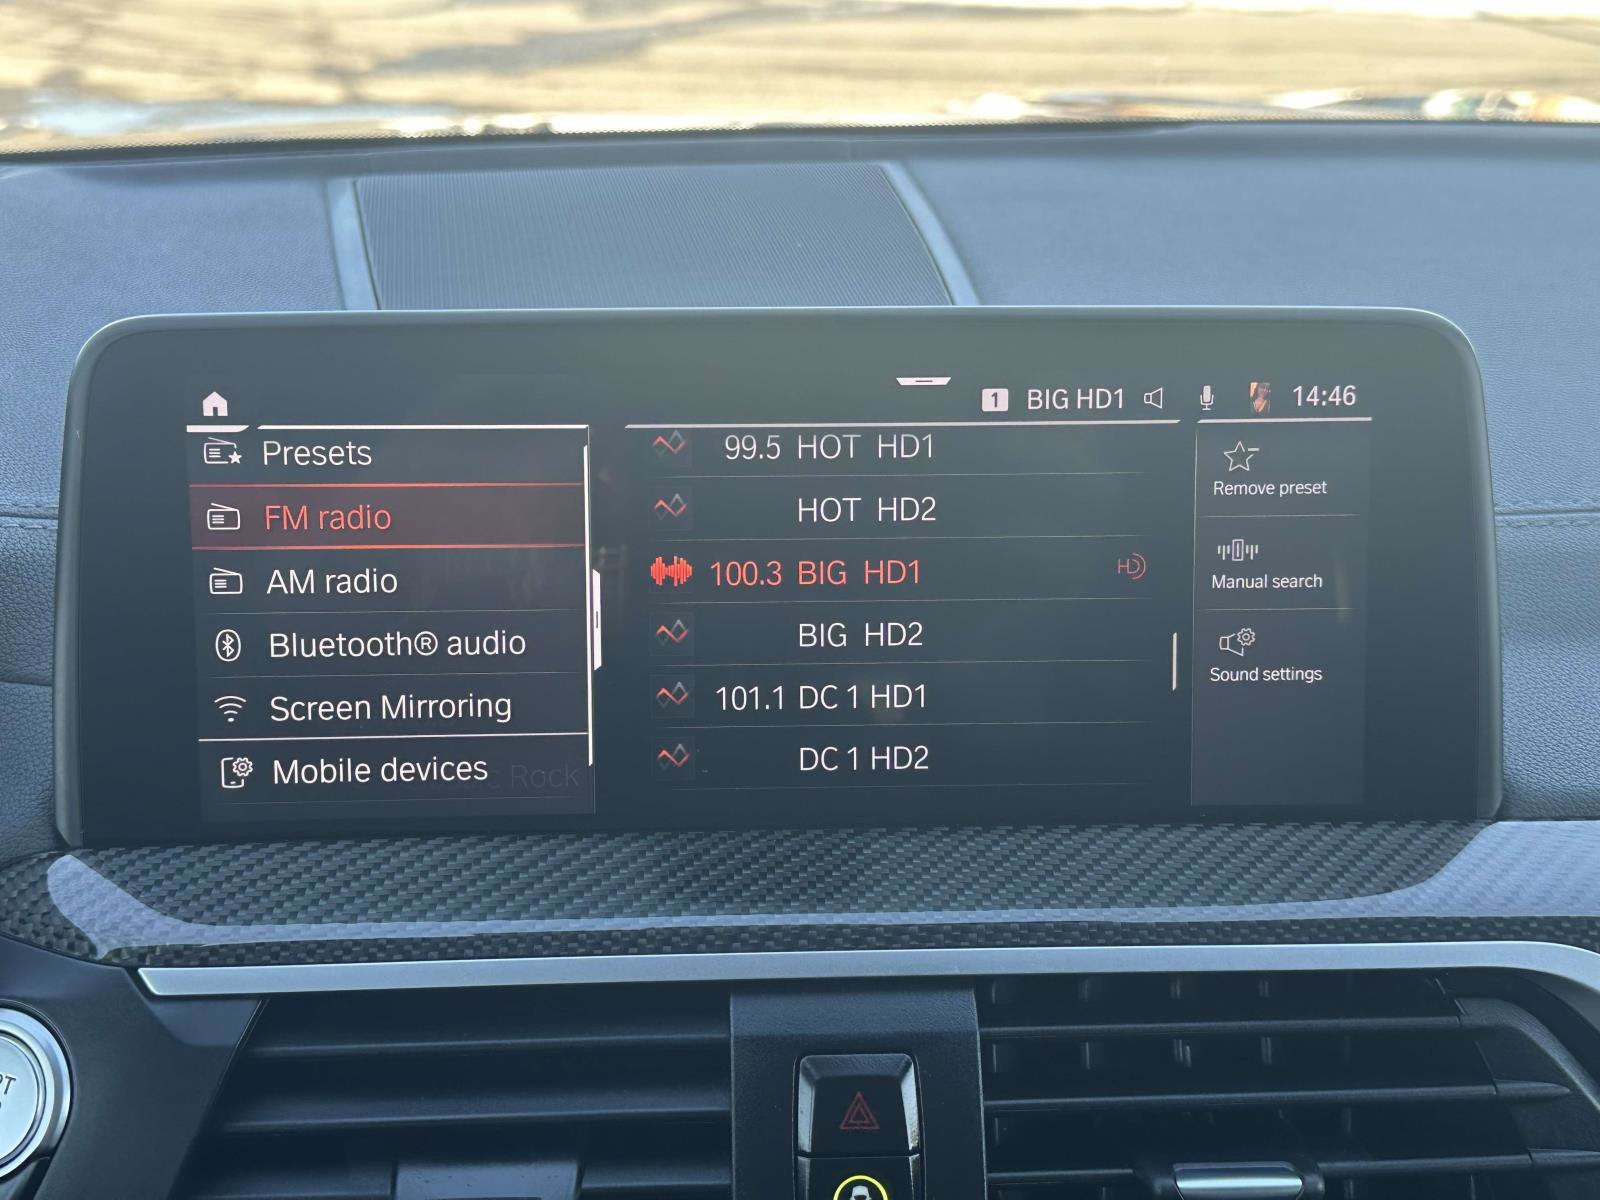 1 BIG HD1 14:46
Presets
FM radio
AM radio
Bluetooth® audio
Screen Mirroring
Mobile devices
Rock
99.5 HOT HD1
HOT HD2
100.3 BIG HD1 HD
BIG HD2
101.1 DC 1 HD1
DC 1 HD2
Remove preset
Manual search
Sound settings